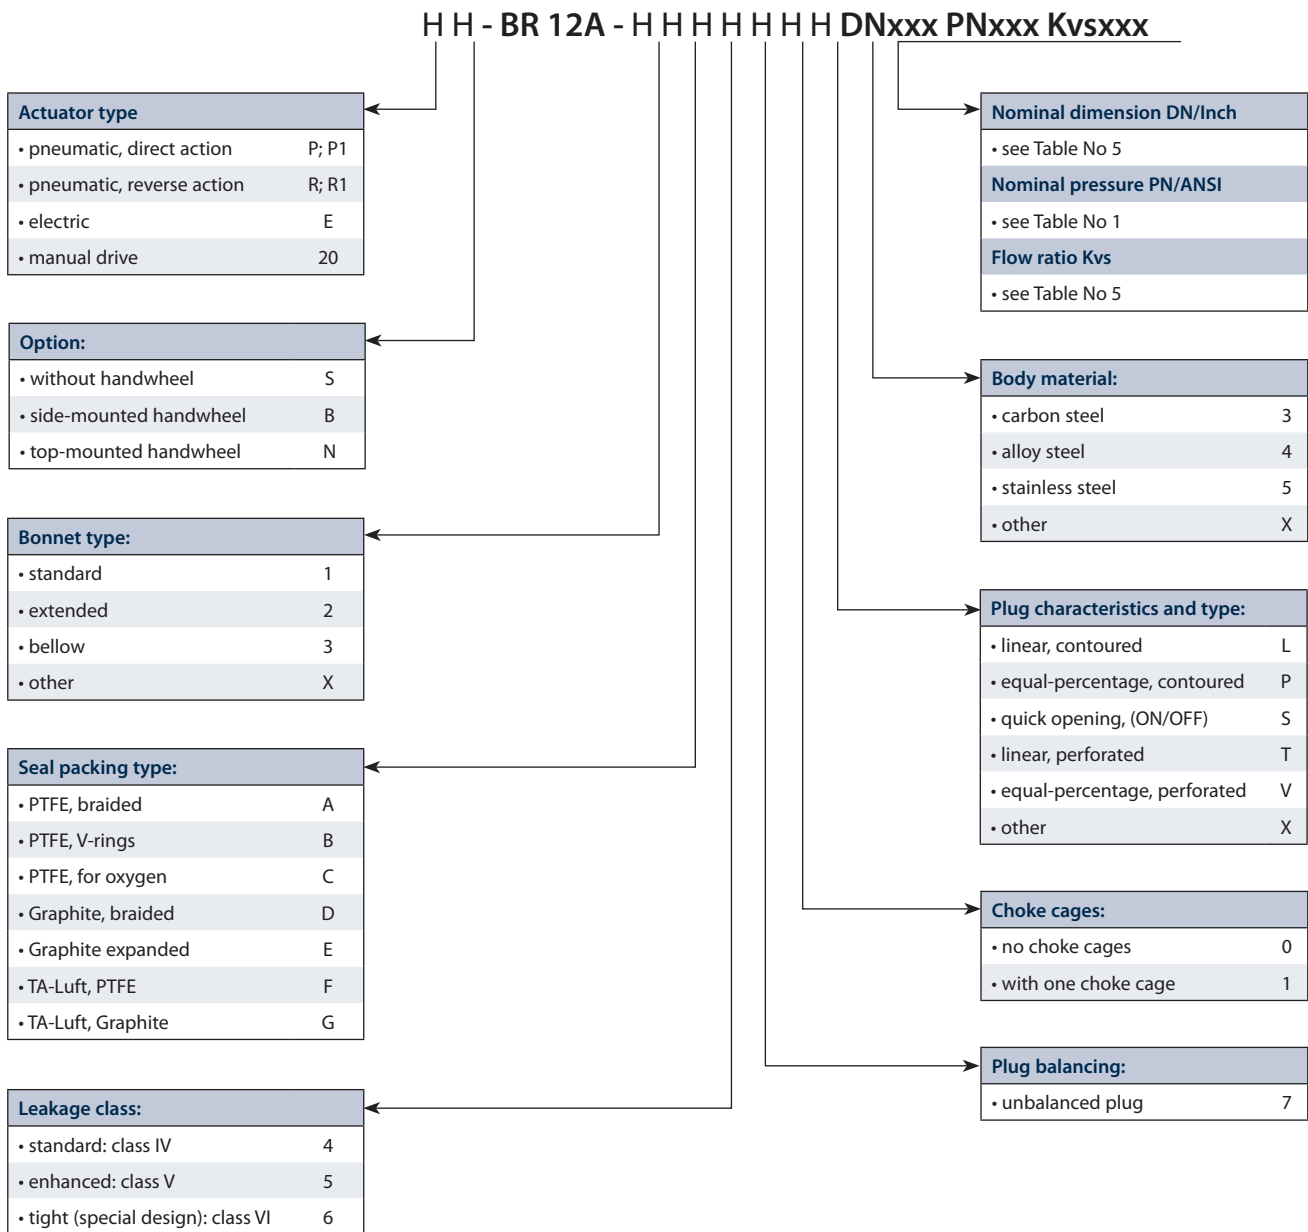 H H - BR 12A - H H H H H H H DNxxx PNxxx Kvsxxx
Actuator type
• pneumatic, direct action P; P1
• pneumatic, reverse action R; R1
• electric E
• manual drive 20
Option:
• without handwheel S
• side-mounted handwheel B
• top-mounted handwheel N
Bonnet type:
• standard 1
• extended 2
• bellow 3
• other X
Seal packing type:
• PTFE, braided A
• PTFE, V-rings B
• PTFE, for oxygen C
• Graphite, braided D
• Graphite expanded E
• TA-Luft, PTFE F
• TA-Luft, Graphite G
Leakage class:
• standard: class IV 4
• enhanced: class V 5
• tight (special design): class VI 6
Nominal dimension DN/Inch
• see Table No 5
Nominal pressure PN/ANSI
• see Table No 1
Flow ratio Kvs
• see Table No 5
Body material:
• carbon steel 3
• alloy steel 4
• stainless steel 5
• other X
Plug characteristics and type:
• linear, contoured L
• equal-percentage, contoured P
• quick opening, (ON/OFF) S
• linear, perforated T
• equal-percentage, perforated V
• other X
Choke cages:
• no choke cages 0
• with one choke cage 1
Plug balancing:
• unbalanced plug 7